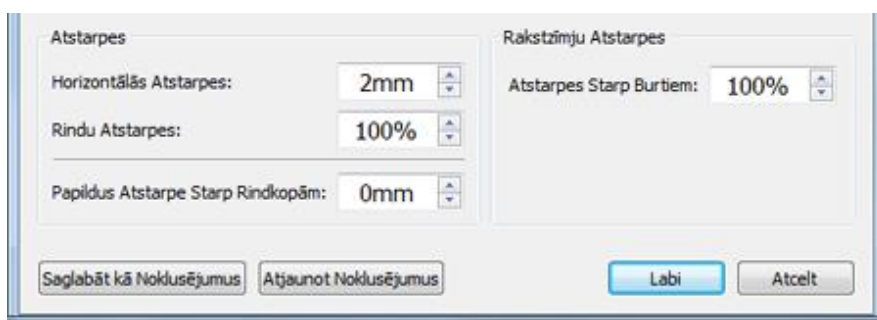 Atstarpes
Horizontālās Atstarpes: 2mm
Rindu Atstarpes: 100%
Papildus Atstarpe Starp Rindkopām: 0mm
Rakstzīmju Atstarpes
Atstarpes Starp Burtiem: 100%
Saglabāt kā Noklusējumus Atjaunot Noklusējumus Labi Atcelt